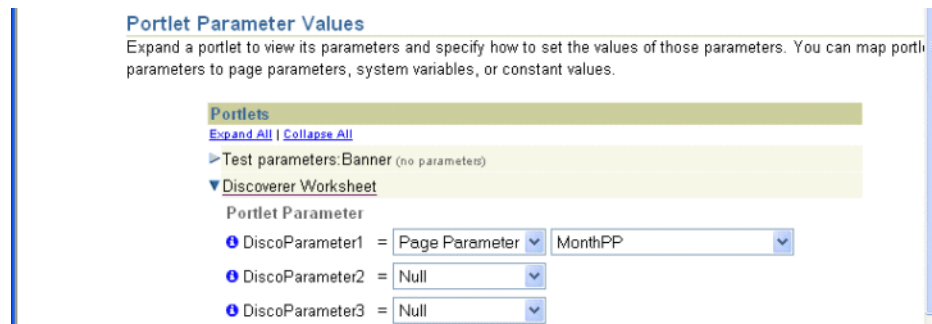 Portlet Parameter Values
Expand a portlet to view its parameters and specify how to set the values of those parameters. You can map
parameters to page parameters, system variables, or constant values.
Portlets
Expand All | Collapse All
Test parameters:Banner (no parameters)
Discoverer Worksheet
Portlet Parameter
DiscoParameter1 = Page Parameter MonthPP
DiscoParameter2 = Null
DiscoParameter3 = Null